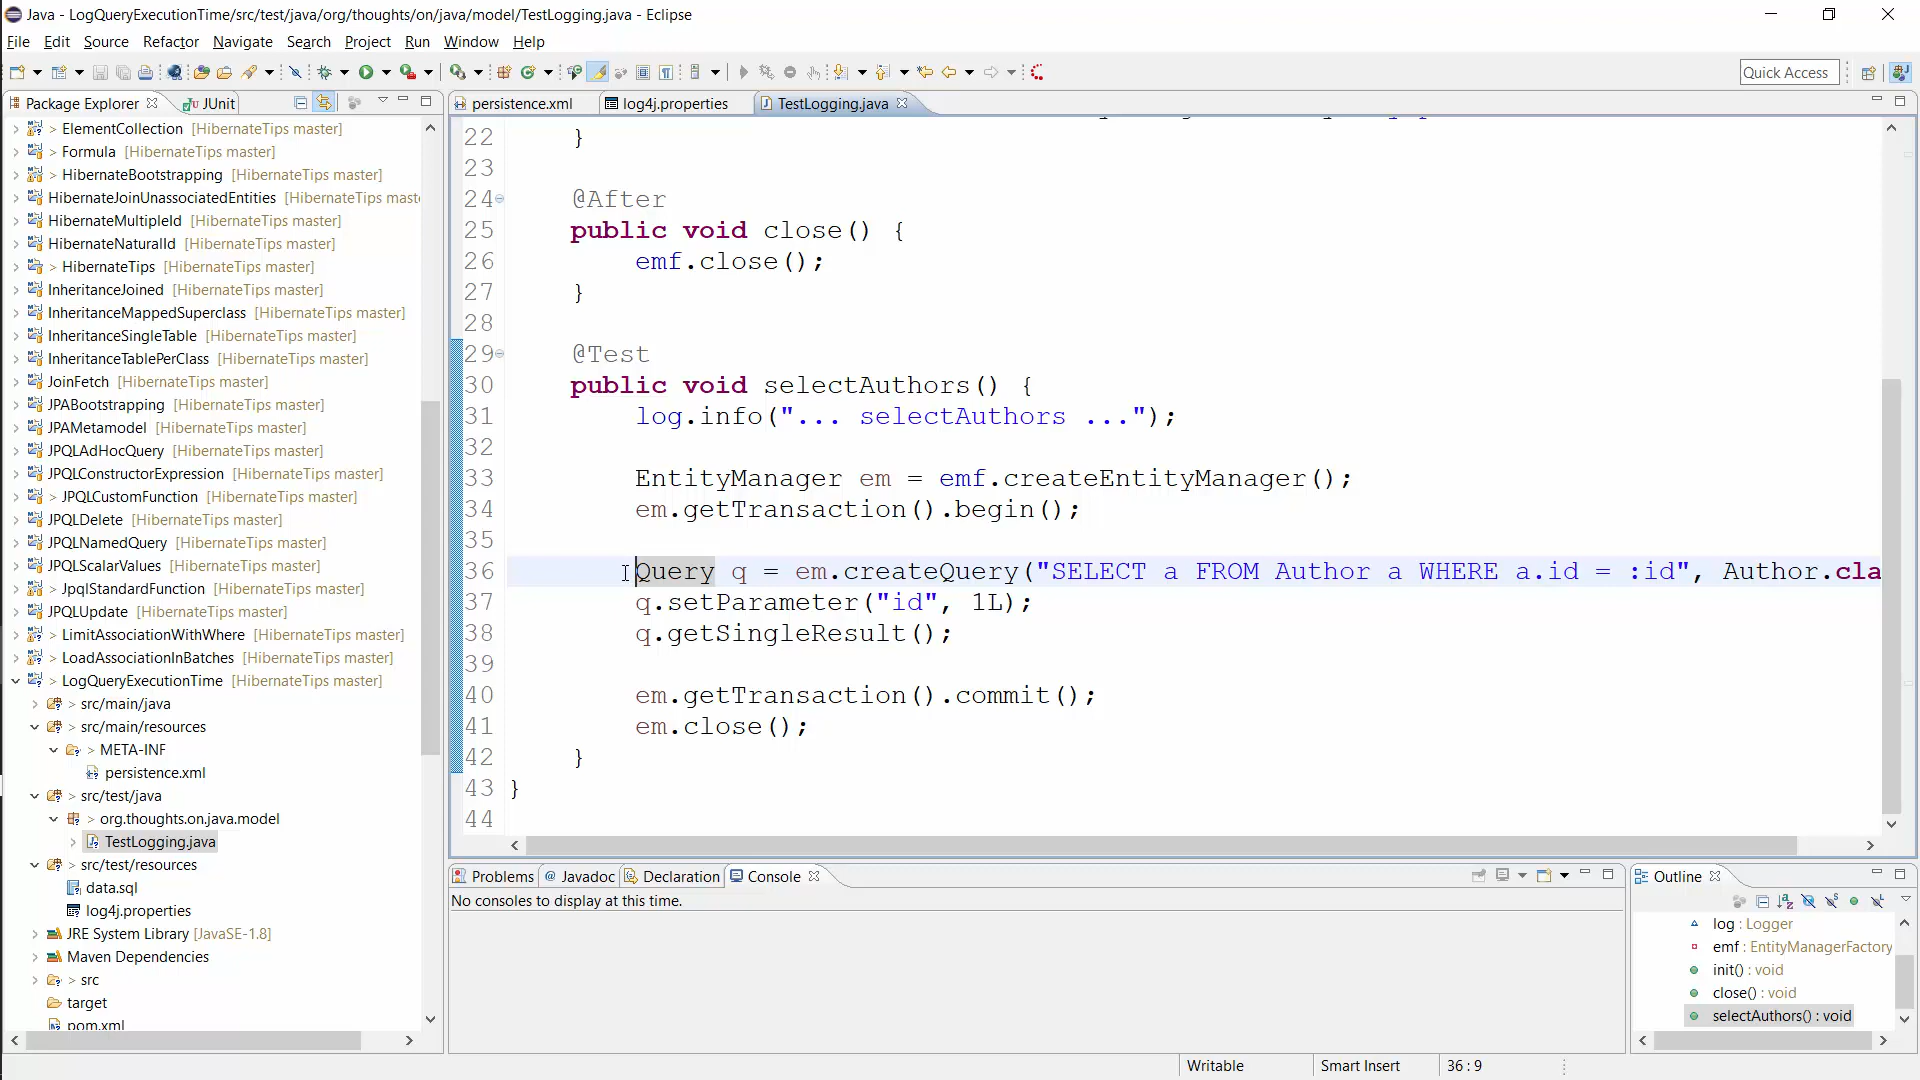 Java - LogQueryExecutionTime/src/test/java/org/thoughts/on/java/model/TestLogging.java - Eclipse
File Edit Source Refactor Navigate Search Project Run Window Help
Quick Access
Package Explorer JUnit
ElementCollection [HibernateTips master]
> Formula [HibernateTips master]
> HibernateBootstrapping [HibernateTips master]
HibernateJoinUnassociatedEntities [HibernateTips mast
HibernateMultipleId [HibernateTips master]
HibernateNaturalId [HibernateTips master]
> HibernateTips [HibernateTips master]
InheritanceJoined [HibernateTips master]
InheritanceMappedSuperclass [HibernateTips master]
InheritanceSingleTable [HibernateTips master]
InheritanceTablePerClass [HibernateTips master]
JoinFetch [HibernateTips master]
JPABootstrapping [HibernateTips master]
JPAMetamodel [HibernateTips master]
JPQLAdHocQuery [HibernateTips master]
JPQLConstructorExpression [HibernateTips master]
> JPQLCustomFunction [HibernateTips master]
JPQLDelete [HibernateTips master]
JPQLNamedQuery [HibernateTips master]
JPQLScalarValues [HibernateTips master]
> JpqlStandardFunction [HibernateTips master]
JPQLUpdate [HibernateTips master]
> LimitAssociationWithWhere [HibernateTips master]
> LoadAssociationInBatches [HibernateTips master]
> LogQueryExecutionTime [HibernateTips master]
> src/main/java
> src/main/resources
> META-INF
persistence.xml
> src/test/java
> org.thoughts.on.java.model
TestLogging.java
> src/test/resources
data.sql
log4j.properties
JRE System Library [JavaSE-1.8]
Maven Dependencies
> src
target
pom.xml
persistence.xml log4j.properties TestLogging.java
22 }
23
24 @After
25 public void close() {
26 emf.close();
27 }
28
29 @Test
30 public void selectAuthors() {
31 log.info("... selectAuthors ...");
32
33 EntityManager em = emf.createEntityManager();
34 em.getTransaction().begin();
35
36 Query q = em.createQuery("SELECT a FROM Author a WHERE a.id = :id", Author.cla
37 q.setParameter("id", 1L);
38 q.getSingleResult();
39
40 em.getTransaction().commit();
41 em.close();
42 }
43 }
44
Problems @ Javadoc Declaration Console
No consoles to display at this time.
Outline
log : Logger
emf : EntityManagerFactory
init() : void
close() : void
selectAuthors() : void
Writable Smart Insert 36 : 9